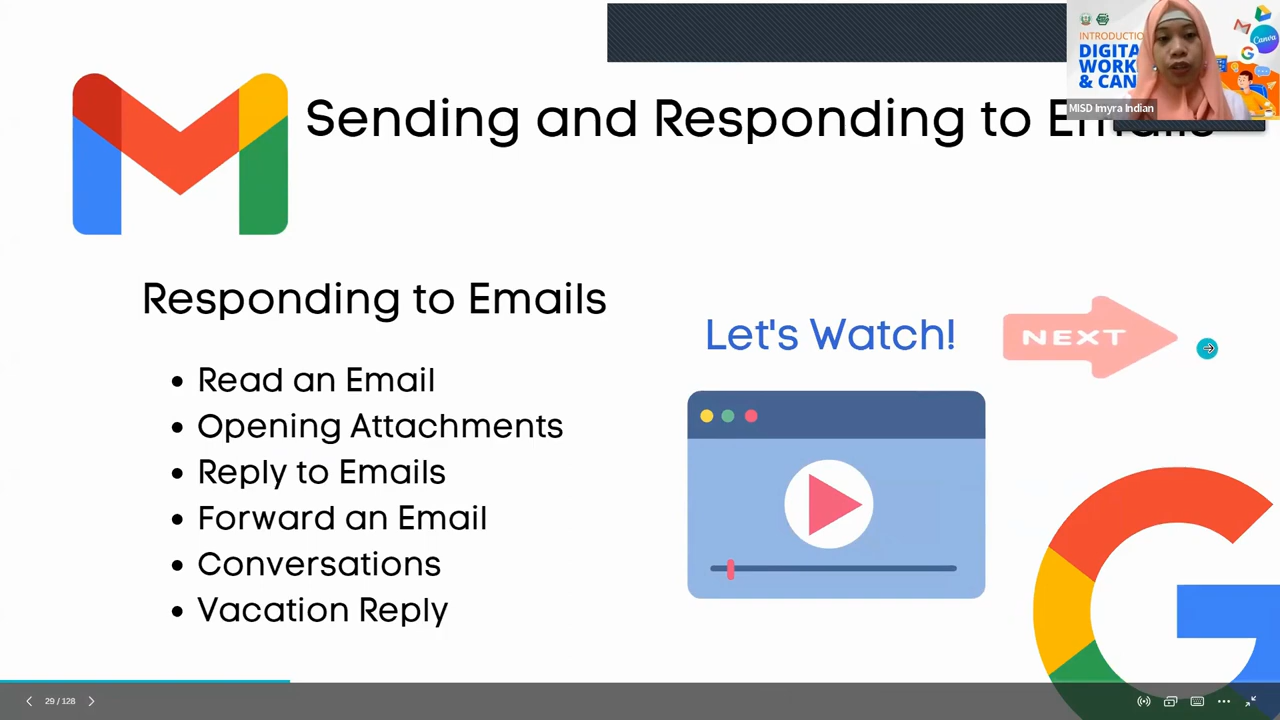 Sending and Responding to Emails
INTRODUCTIO
DIGITA
WORK
& CAN
Canva
MISD Imyra Indian
Responding to Emails
• Read an Email
• Opening Attachments
• Reply to Emails
• Forward an Email
• Conversations
• Vacation Reply
Let's Watch!
NEXT
29 / 128